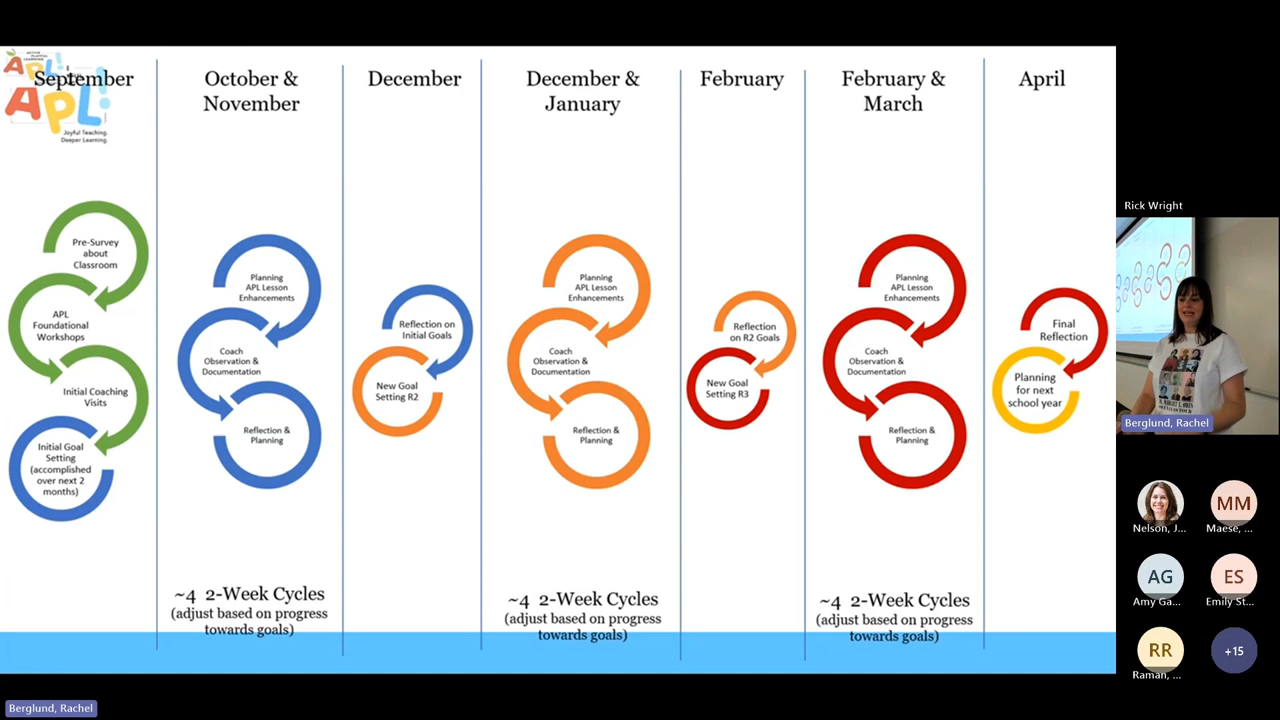 September
ACTIVE PLAYFUL LEARNING
APL!
APL!
Joyful Teaching.
Deeper Learning.
Pre-Survey
about
Classroom
APL
Foundational
Workshops
Initial Coaching
Visits
Initial Goal
Setting
(accomplished
over next 2
months)
October &
November
Planning
APL Lesson
Enhancements
Coach
Observation &
Documentation
Reflection &
Planning
~4 2-Week Cycles
(adjust based on progress
towards goals)
December
Reflection on
Initial Goals
New Goal
Setting R2
December &
January
Planning
APL Lesson
Enhancements
Coach
Observation &
Documentation
Reflection &
Planning
~4 2-Week Cycles
(adjust based on progress
towards goals)
February
Reflection
on R2 Goals
New Goal
Setting R3
February &
March
Planning
APL Lesson
Enhancements
Coach
Observation &
Documentation
Reflection &
Planning
~4 2-Week Cycles
(adjust based on progress
towards goals)
April
Final
Reflection
Planning
for next
school year
Rick Wright
Berglund, Rachel
Nelson, J...
MM
Maese, ...
AG
Amy Ga...
ES
Emily St...
RR
Raman, ...
+15
Berglund, Rachel